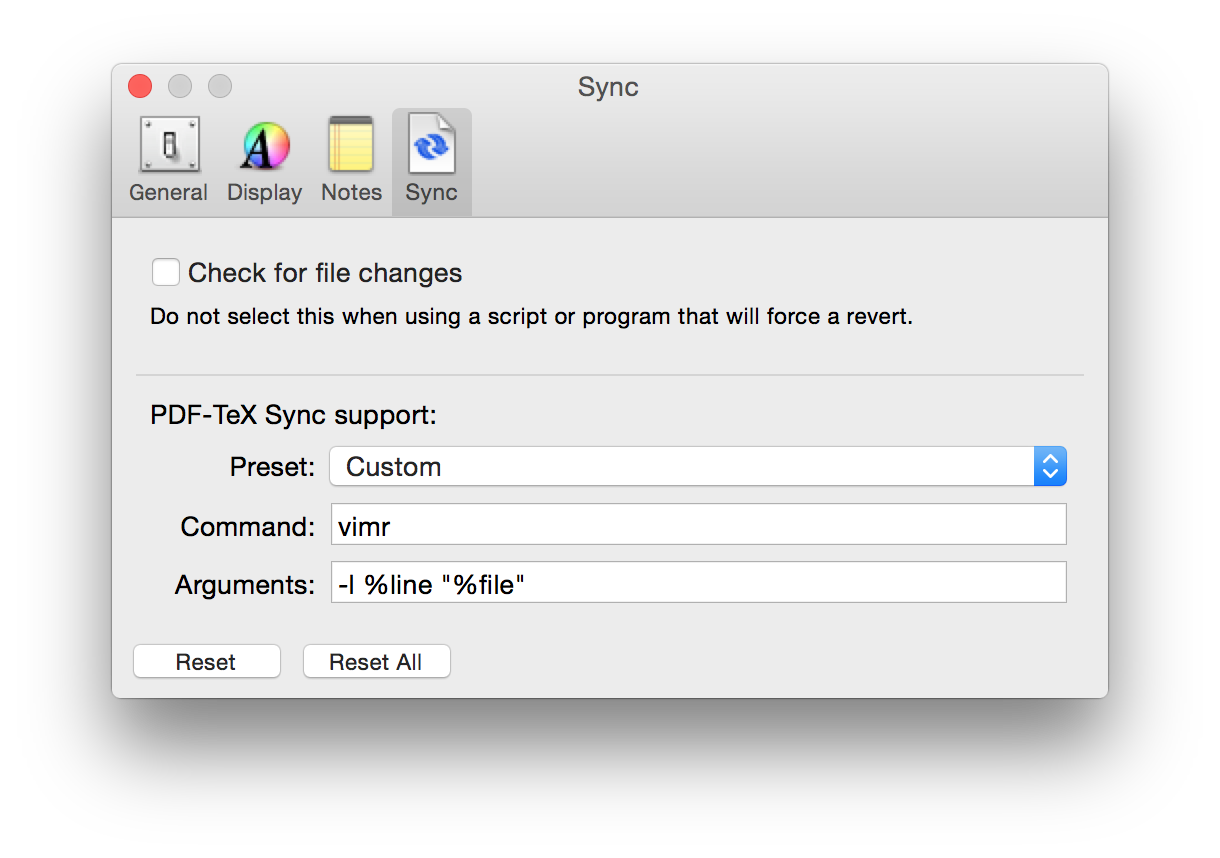 Sync
General Display Notes Sync
Check for file changes
Do not select this when using a script or program that will force a revert.
PDF-TeX Sync support:
Preset: Custom
Command: vimr
Arguments: -l %line "%file"
Reset Reset All